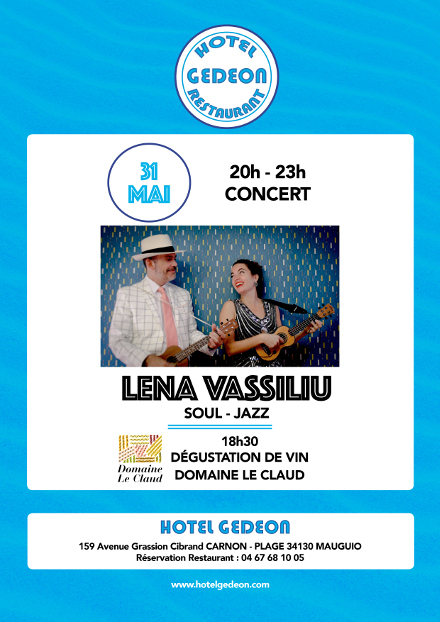 HOTEL
GEDEON
RESTAURANT
31
MAI
20h - 23h
CONCERT
LENA VASSILIU
SOUL - JAZZ
18h30
DÉGUSTATION DE VIN
DOMAINE LE CLAUD
Domaine
Le Claud
HOTEL GEDEON
159 Avenue Grassion Cibrand CARNON - PLAGE 34130 MAUGUIO
Réservation Restaurant : 04 67 68 10 05
www.hotelgedeon.com